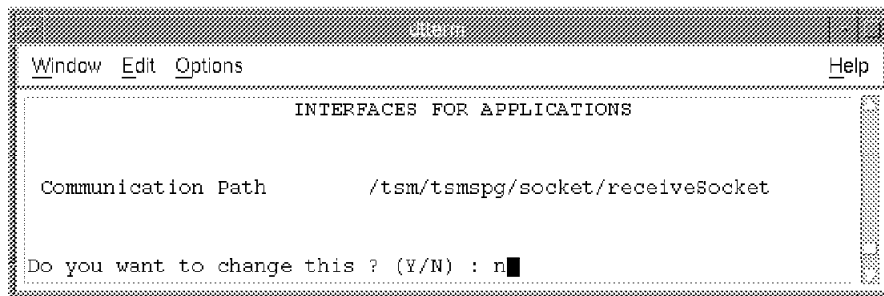 dtterm
Window Edit Options Help
INTERFACES FOR APPLICATIONS
Communication Path /tsm/tsmspg/socket/receiveSocket
Do you want to change this ? (Y/N) : n